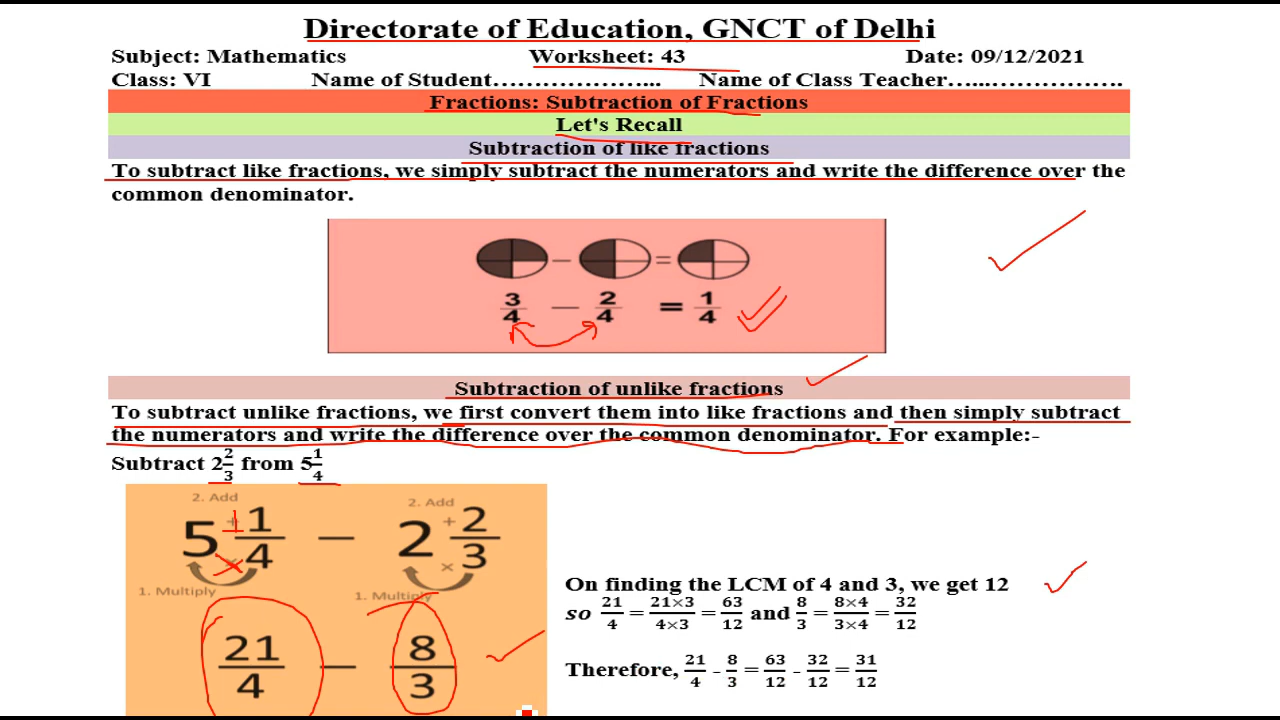 Directorate of Education, GNCT of Delhi
Subject: Mathematics Worksheet: 43 Date: 09/12/2021
Class: VI Name of Student…………………... Name of Class Teacher…...…………….
Fractions: Subtraction of Fractions
Let's Recall
Subtraction of like fractions
To subtract like fractions, we simply subtract the numerators and write the difference over the
common denominator.
3/4 − 2/4 = 1/4
Subtraction of unlike fractions
To subtract unlike fractions, we first convert them into like fractions and then simply subtract
the numerators and write the difference over the common denominator. For example:-
Subtract 2 2/3 from 5 1/4
2. Add 2. Add
5 + 1/4 × − 2 + 2/3 ×
1. Multiply 1. Multiply
21/4 − 8/3
On finding the LCM of 4 and 3, we get 12
so 21/4 = 21×3/4×3 = 63/12 and 8/3 = 8×4/3×4 = 32/12
Therefore, 21/4 - 8/3 = 63/12 - 32/12 = 31/12